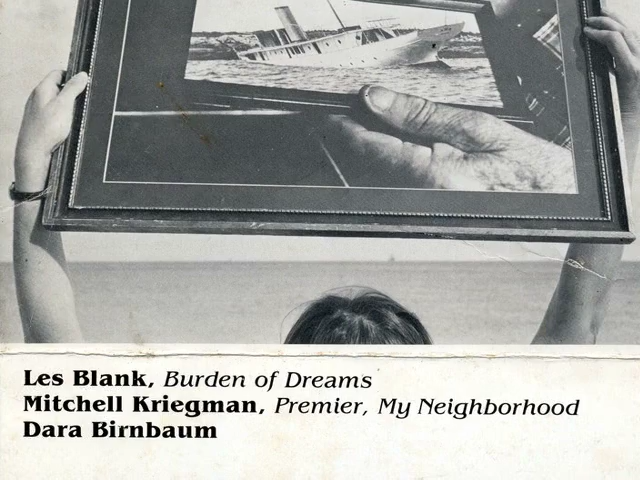 Les Blank, Burden of Dreams
Mitchell Kriegman, Premier, My Neighborhood
Dara Birnbaum